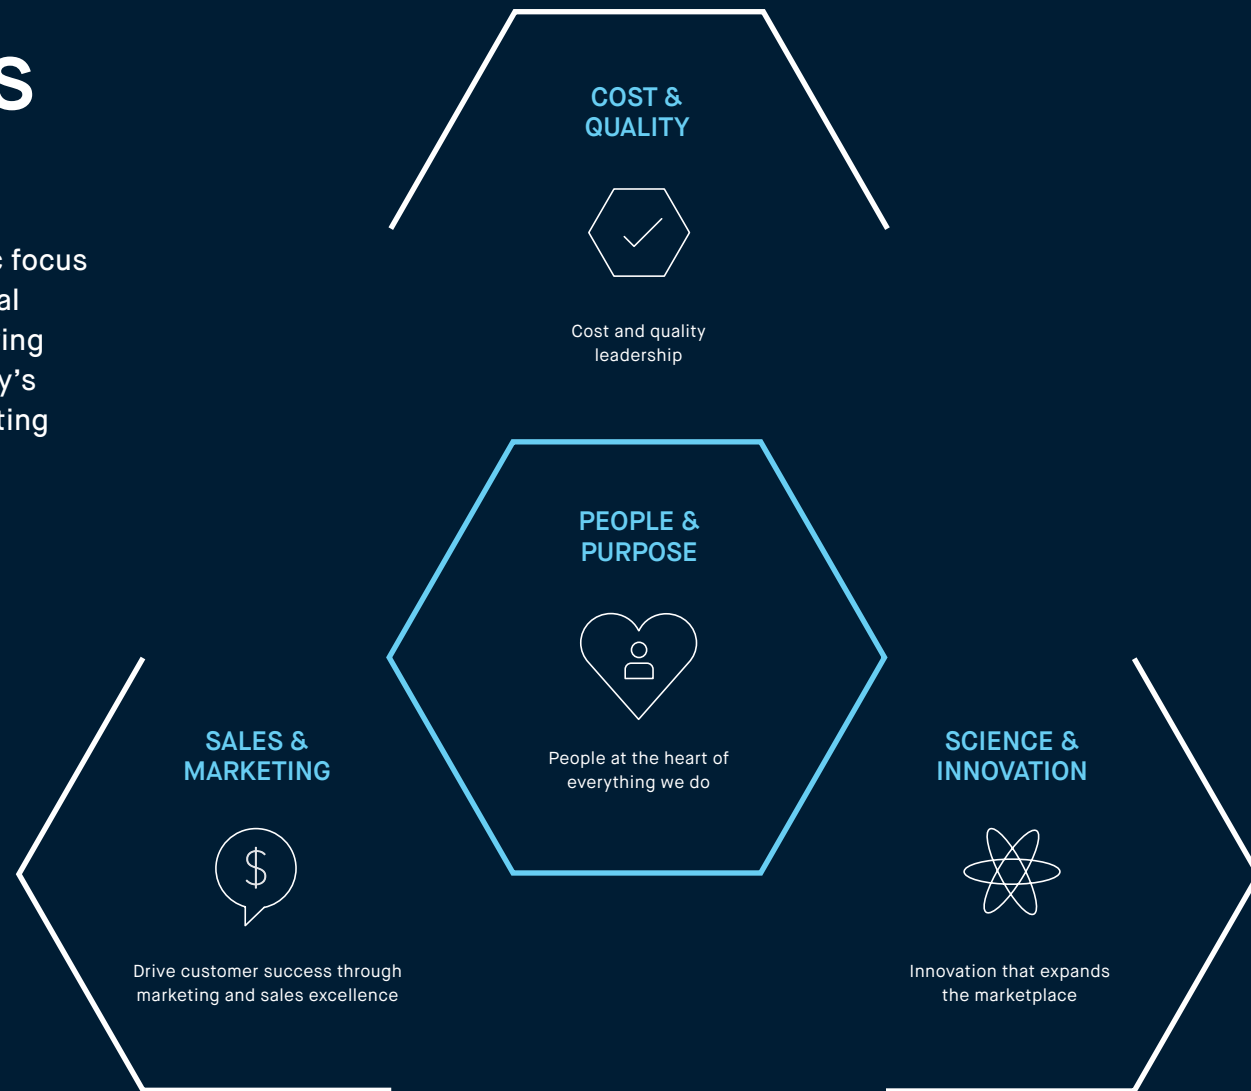 s
focus
al
ing
y's
ting
COST &
QUALITY
Cost and quality
leadership
PEOPLE &
PURPOSE
People at the heart of
everything we do
SALES &
MARKETING
$
Drive customer success through
marketing and sales excellence
SCIENCE &
INNOVATION
Innovation that expands
the marketplace